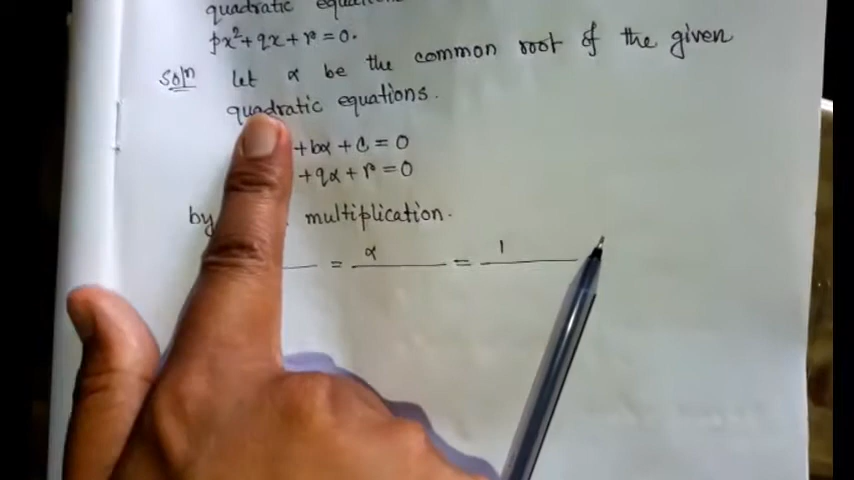 quadratic
px²+qx+r=0.
Solⁿ let α be the common root of the given
quadratic equations.
+bα+c=0
+qα+r=0
by multiplication.
= α = 1